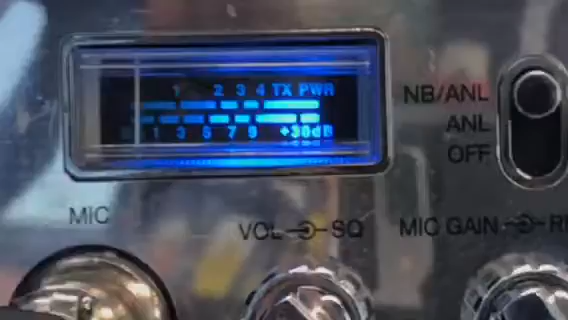 1 2 3 4 TX PWR
1 3 5 7 9 +30dB
NB/ANL
ANL
OFF
MIC
VOL SQ
MIC GAIN